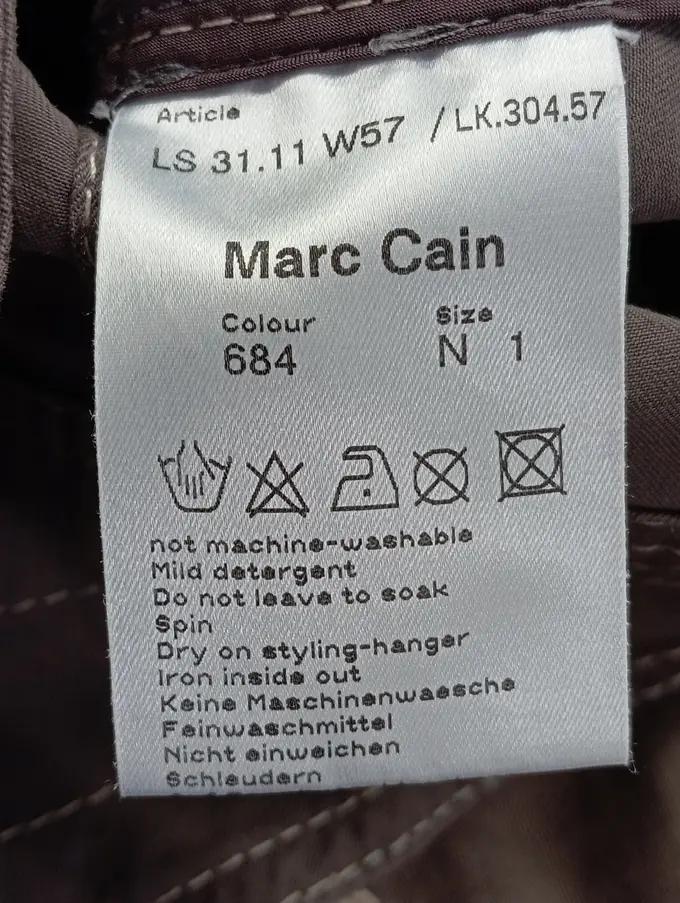 Article
LS 31.11 W57 / LK.304.57
Marc Cain
Colour Size
684 N 1
not machine-washable
Mild detergent
Do not leave to soak
Spin
Dry on styling-hanger
Iron inside out
Keine Maschinenwaesche
Feinwaschmittel
Nicht einweichen
Schleudern